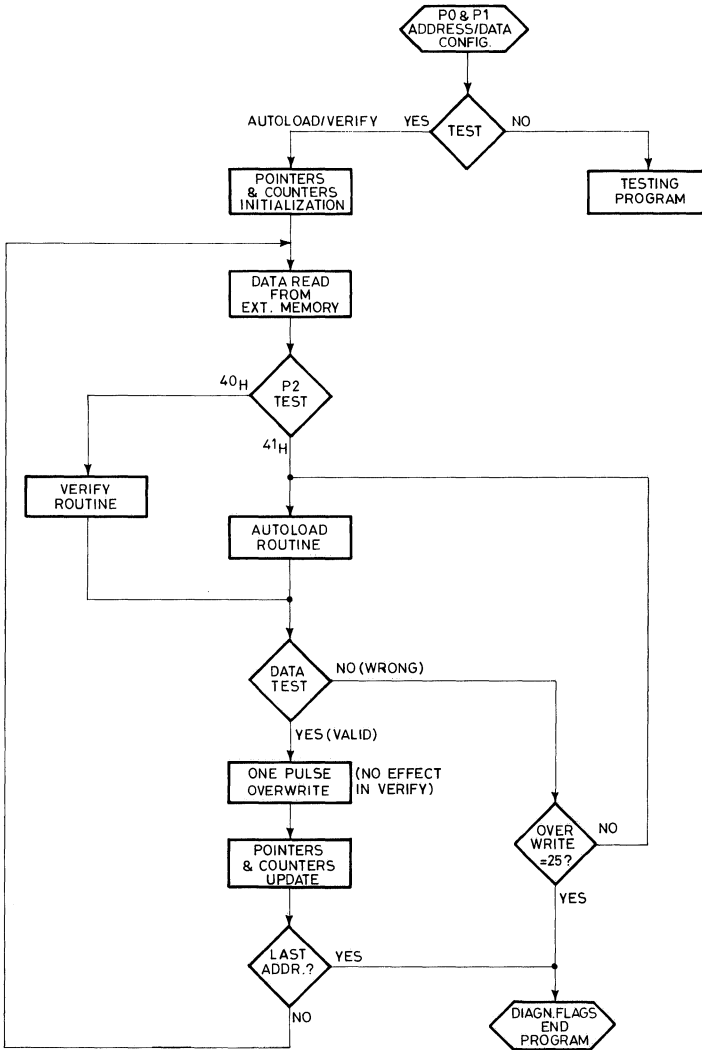 P0 & P1
ADDRESS/DATA
CONFIG.
AUTOLOAD/VERIFY YES
TEST
NO
POINTERS
& COUNTERS
INITIALIZATION
TESTING
PROGRAM
DATA READ
FROM
EXT. MEMORY
40H
P2
TEST
41H
VERIFY
ROUTINE
AUTOLOAD
ROUTINE
DATA
TEST
NO (WRONG)
YES (VALID)
ONE PULSE
OVERWRITE
(NO EFFECT
IN VERIFY)
OVER
WRITE
=25?
NO
YES
POINTERS
& COUNTERS
UPDATE
LAST
ADDR.?
YES
NO
DIAGN.FLAGS
END
PROGRAM